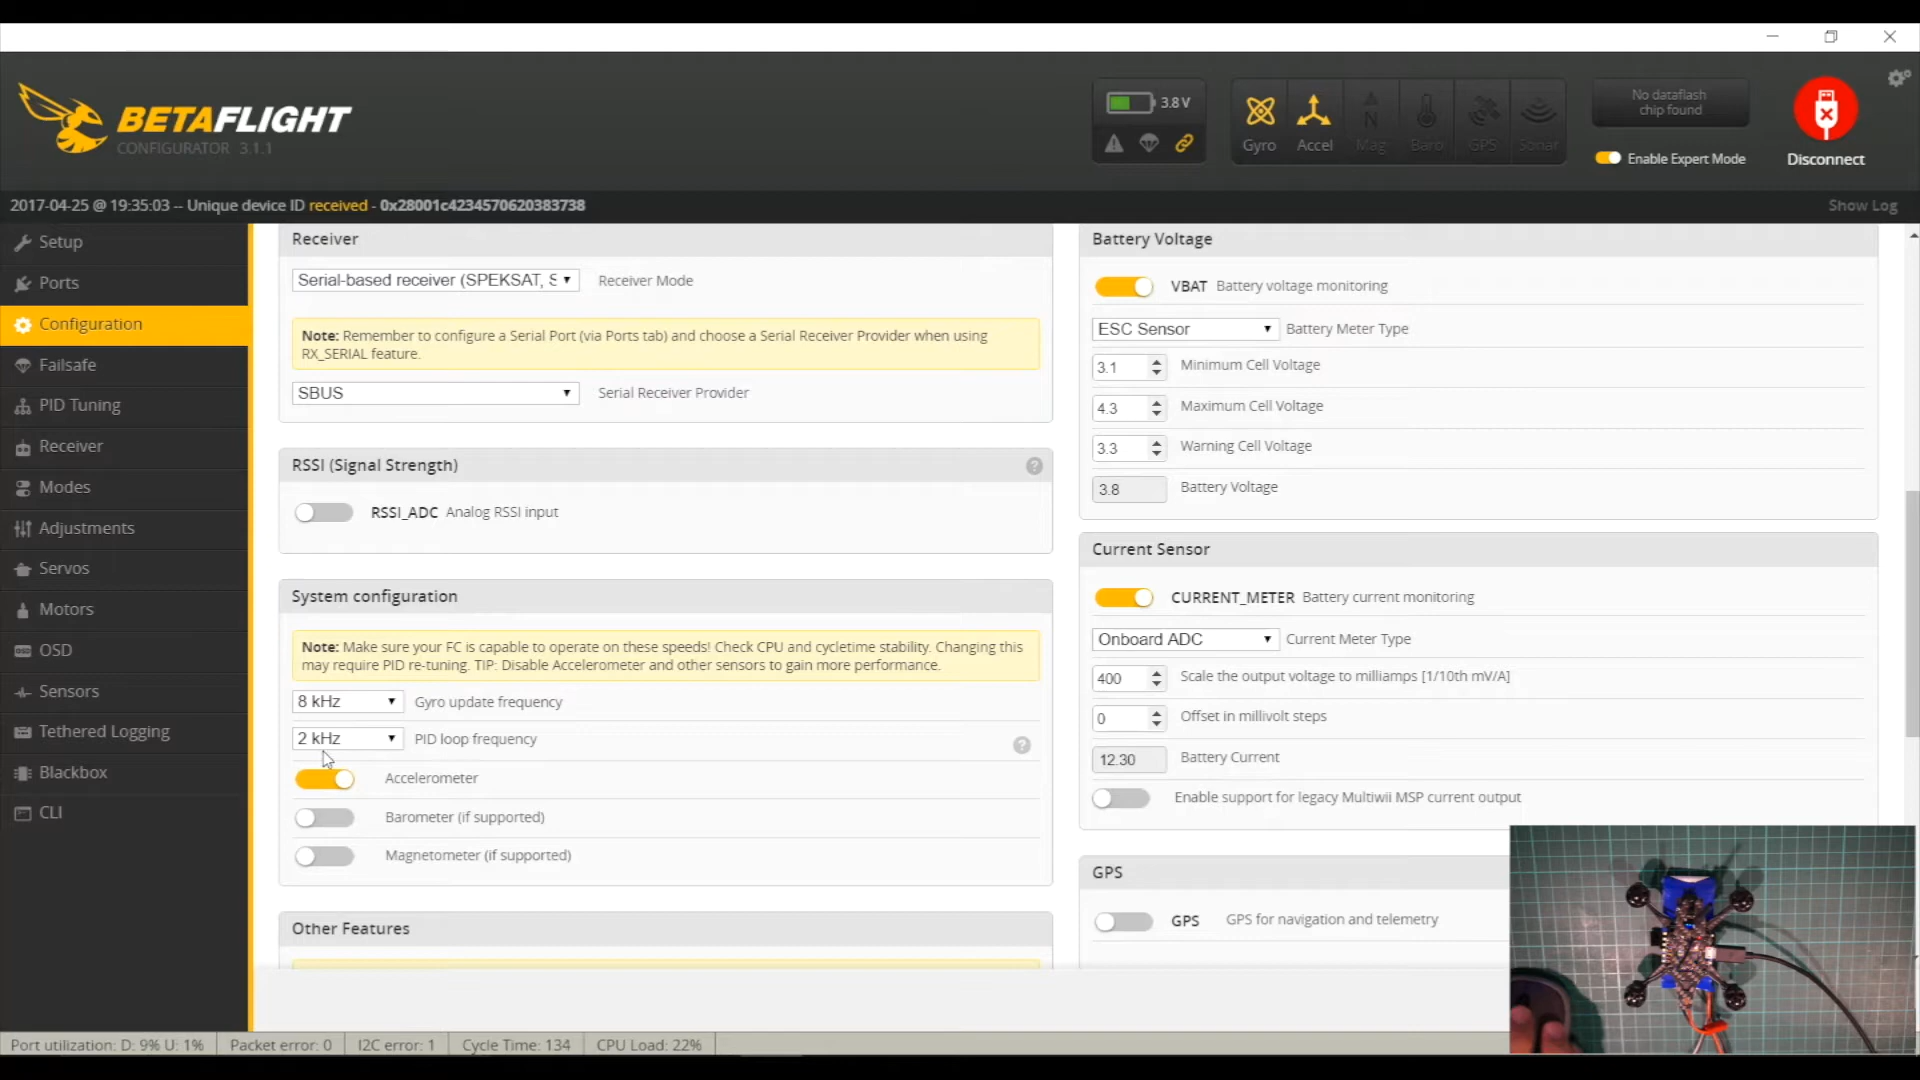 BETAFLIGHT
CONFIGURATOR 3.1.1
3.8 V
Gyro
Accel
Mag
Baro
GPS
Sonar
No dataflash
chip found
Enable Expert Mode
Disconnect
2017-04-25 @ 19:35:03 -- Unique device ID received - 0x28001c4234570620383738
Show Log
Setup
Ports
Configuration
Failsafe
PID Tuning
Receiver
Modes
Adjustments
Servos
Motors
OSD
Sensors
Tethered Logging
Blackbox
CLI
Receiver
Serial-based receiver (SPEKSAT, S
Receiver Mode
Note: Remember to configure a Serial Port (via Ports tab) and choose a Serial Receiver Provider when using
RX_SERIAL feature.
SBUS
Serial Receiver Provider
RSSI (Signal Strength)
?
RSSI_ADC Analog RSSI input
System configuration
Note: Make sure your FC is capable to operate on these speeds! Check CPU and cycletime stability. Changing this
may require PID re-tuning. TIP: Disable Accelerometer and other sensors to gain more performance.
8 kHz
Gyro update frequency
2 kHz
PID loop frequency
?
Accelerometer
Barometer (if supported)
Magnetometer (if supported)
Other Features
Battery Voltage
VBAT Battery voltage monitoring
ESC Sensor
Battery Meter Type
3.1
Minimum Cell Voltage
4.3
Maximum Cell Voltage
3.3
Warning Cell Voltage
3.8
Battery Voltage
Current Sensor
CURRENT_METER Battery current monitoring
Onboard ADC
Current Meter Type
400
Scale the output voltage to milliamps [1/10th mV/A]
0
Offset in millivolt steps
12.30
Battery Current
Enable support for legacy Multiwii MSP current output
GPS
GPS GPS for navigation and telemetry
Port utilization: D: 9% U: 1%
Packet error: 0
I2C error: 1
Cycle Time: 134
CPU Load: 22%